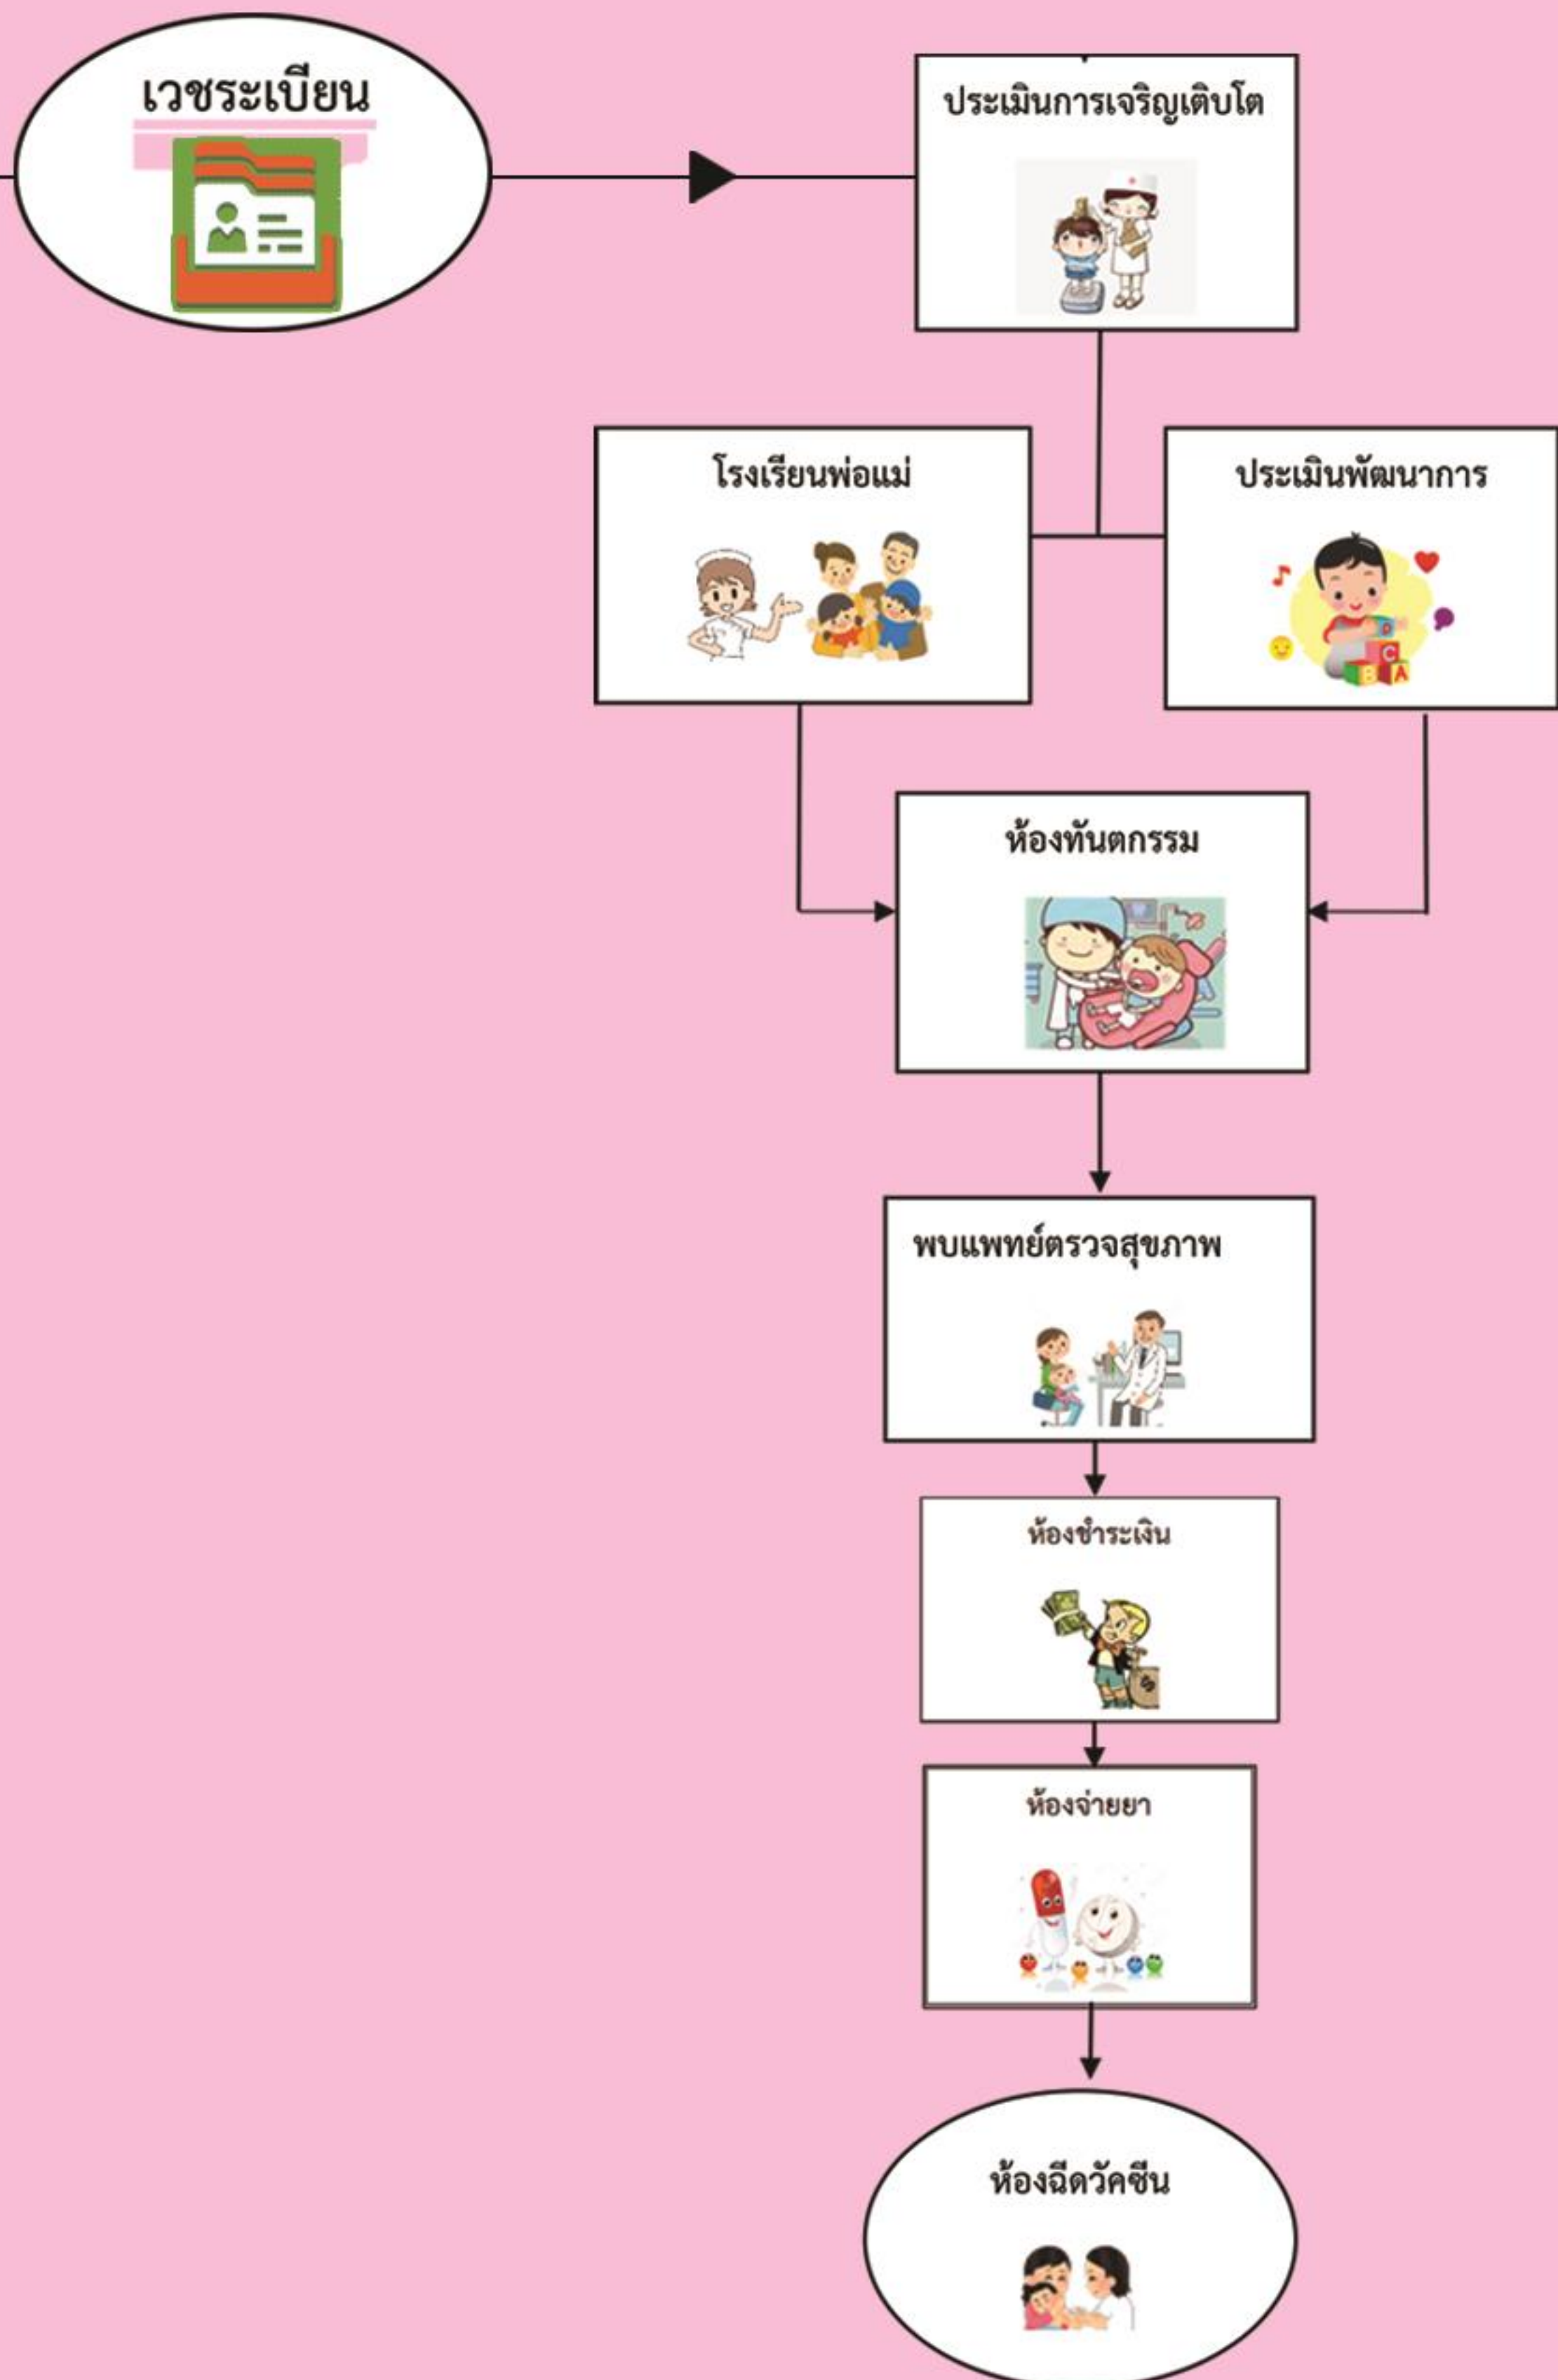 เวชระเบียน
ประเมินการเจริญเติบโต
โรงเรียนพ่อแม่
ประเมินพัฒนาการ
B C A
ห้องทันตกรรม
พบแพทย์ตรวจสุขภาพ
ห้องชำระเงิน
$
ห้องจ่ายยา
ห้องฉีดวัคซีน